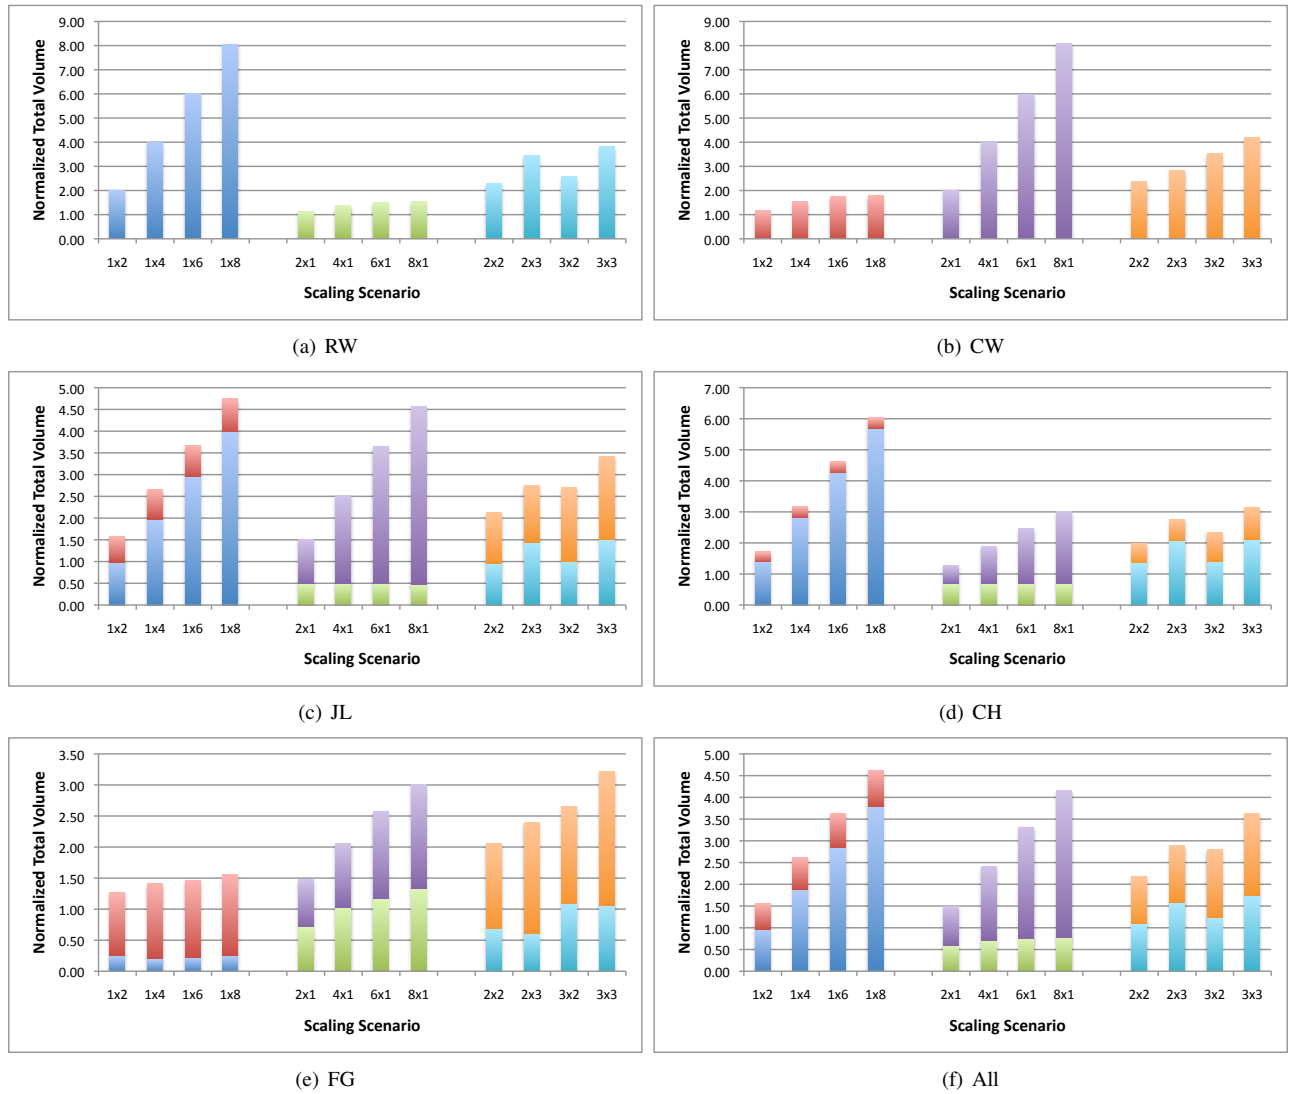 Normalized Total Volume
9.00
8.00
7.00
6.00
5.00
4.00
3.00
2.00
1.00
0.00
1x2 1x4 1x6 1x8 2x1 4x1 6x1 8x1 2x2 2x3 3x2 3x3
Scaling Scenario
(a) RW
Normalized Total Volume
9.00
8.00
7.00
6.00
5.00
4.00
3.00
2.00
1.00
0.00
1x2 1x4 1x6 1x8 2x1 4x1 6x1 8x1 2x2 2x3 3x2 3x3
Scaling Scenario
(b) CW
Normalized Total Volume
5.00
4.50
4.00
3.50
3.00
2.50
2.00
1.50
1.00
0.50
0.00
1x2 1x4 1x6 1x8 2x1 4x1 6x1 8x1 2x2 2x3 3x2 3x3
Scaling Scenario
(c) JL
Normalized Total Volume
7.00
6.00
5.00
4.00
3.00
2.00
1.00
0.00
1x2 1x4 1x6 1x8 2x1 4x1 6x1 8x1 2x2 2x3 3x2 3x3
Scaling Scenario
(d) CH
Normalized Total Volume
3.50
3.00
2.50
2.00
1.50
1.00
0.50
0.00
1x2 1x4 1x6 1x8 2x1 4x1 6x1 8x1 2x2 2x3 3x2 3x3
Scaling Scenario
(e) FG
Normalized Total Volume
5.00
4.50
4.00
3.50
3.00
2.50
2.00
1.50
1.00
0.50
0.00
1x2 1x4 1x6 1x8 2x1 4x1 6x1 8x1 2x2 2x3 3x2 3x3
Scaling Scenario
(f) All